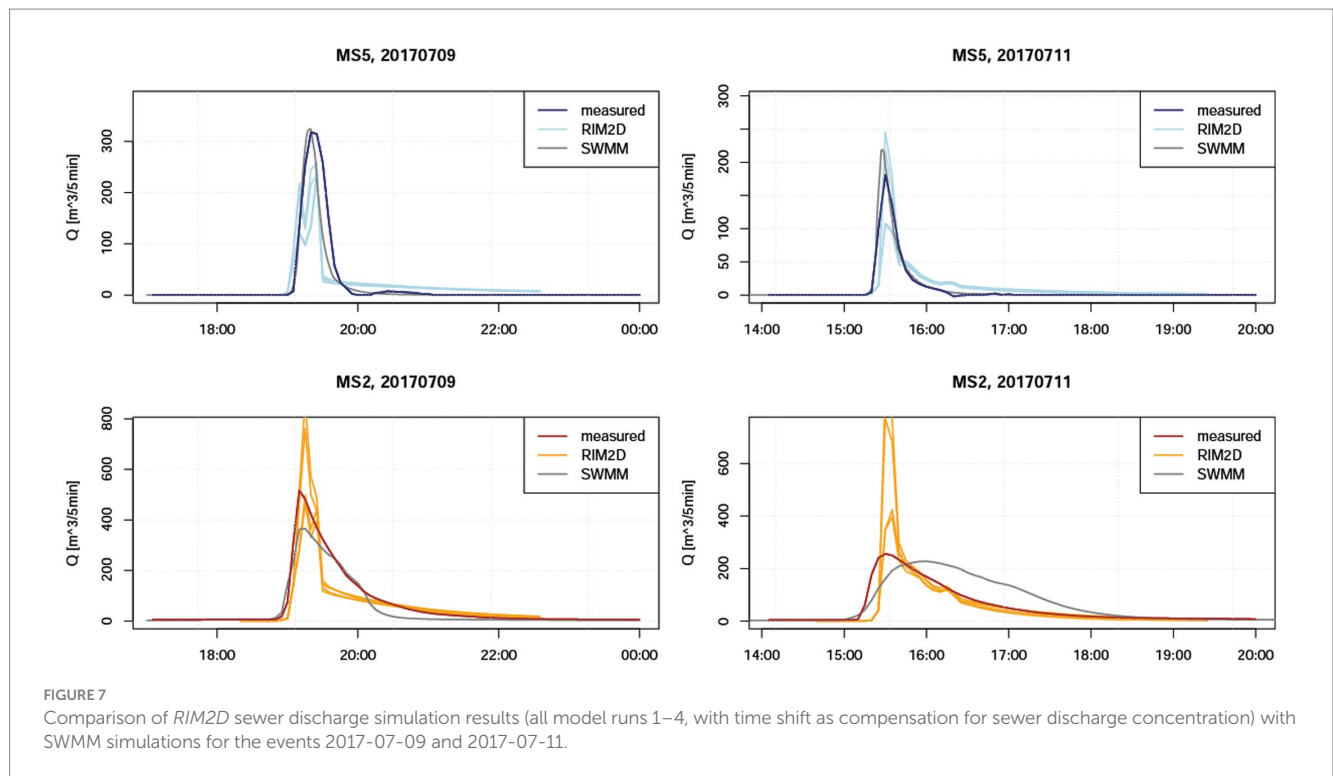 MS5, 20170709
Q [m^3/5min]
300
200
100
0
18:00 20:00 22:00 00:00
measured
RIM2D
SWMM
MS5, 20170711
Q [m^3/5min]
300
200
100
50
0
14:00 15:00 16:00 17:00 18:00 19:00 20:00
measured
RIM2D
SWMM
MS2, 20170709
Q [m^3/5min]
800
600
400
200
0
18:00 20:00 22:00 00:00
measured
RIM2D
SWMM
MS2, 20170711
Q [m^3/5min]
600
400
200
0
14:00 15:00 16:00 17:00 18:00 19:00 20:00
measured
RIM2D
SWMM
FIGURE 7
Comparison of RIM2D sewer discharge simulation results (all model runs 1–4, with time shift as compensation for sewer discharge concentration) with
SWMM simulations for the events 2017-07-09 and 2017-07-11.